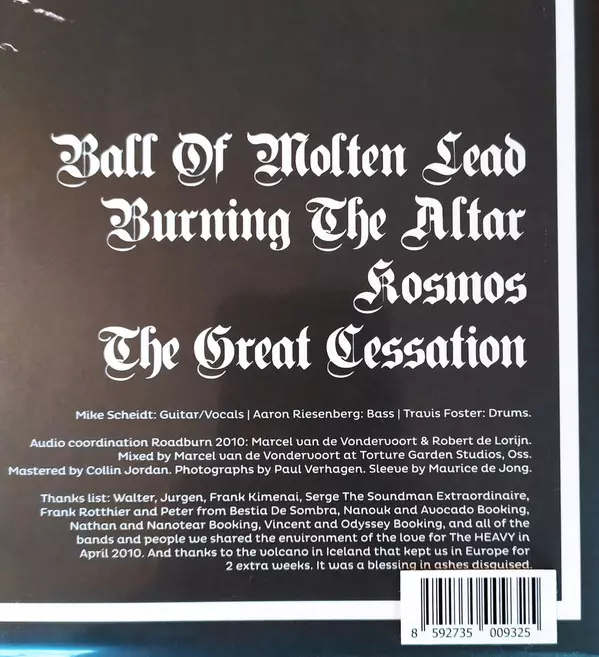 Ball Of Molten Lead
Burning The Altar
Kosmos
The Great Cessation
Mike Scheidt: Guitar/Vocals | Aaron Riesenberg: Bass | Travis Foster: Drums.
Audio coordination Roadburn 2010: Marcel van de Vondervoort & Robert de Lorijn.
Mixed by Marcel van de Vondervoort at Torture Garden Studios, Oss.
Mastered by Collin Jordan. Photographs by Paul Verhagen. Sleeve by Maurice de Jong.
Thanks list: Walter, Jurgen, Frank Kimenai, Serge The Soundman Extraordinaire,
Frank Rotthier and Peter from Bestia De Sombra, Nanouk and Avocado Booking,
Nathan and Nanotear Booking, Vincent and Odyssey Booking, and all of the
bands and people we shared the environment of the love for The HEAVY in
April 2010. And thanks to the volcano in Iceland that kept us in Europe for
2 extra weeks. It was a blessing in ashes disguised.
8 592735 009325